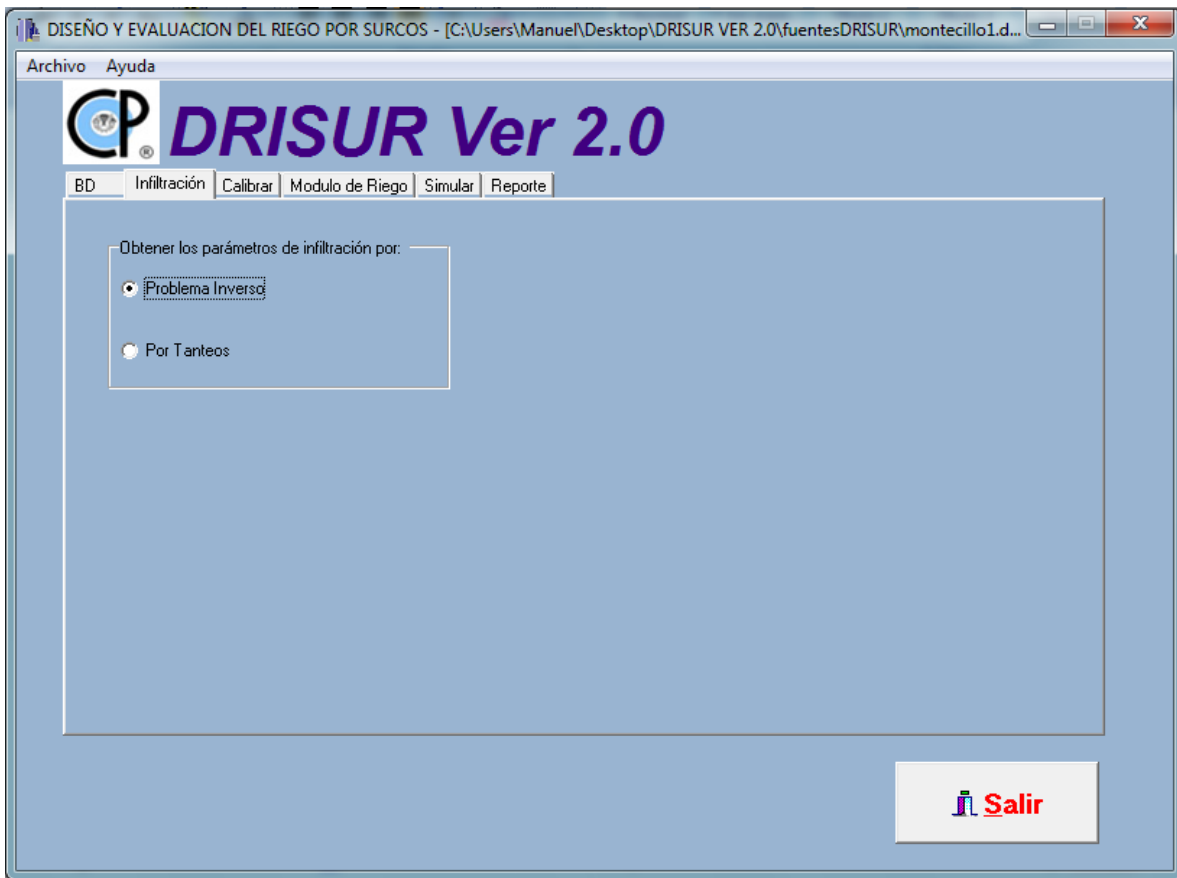 DISEÑO Y EVALUACION DEL RIEGO POR SURCOS - [C:\Users\Manuel\Desktop\DRISUR VER 2.0\fuentesDRISUR\montecillo1.d...
Archivo Ayuda
CP® DRISUR Ver 2.0
BD Infiltración Calibrar Modulo de Riego Simular Reporte
Obtener los parámetros de infiltración por:
Problema Inverso
Por Tanteos
Salir